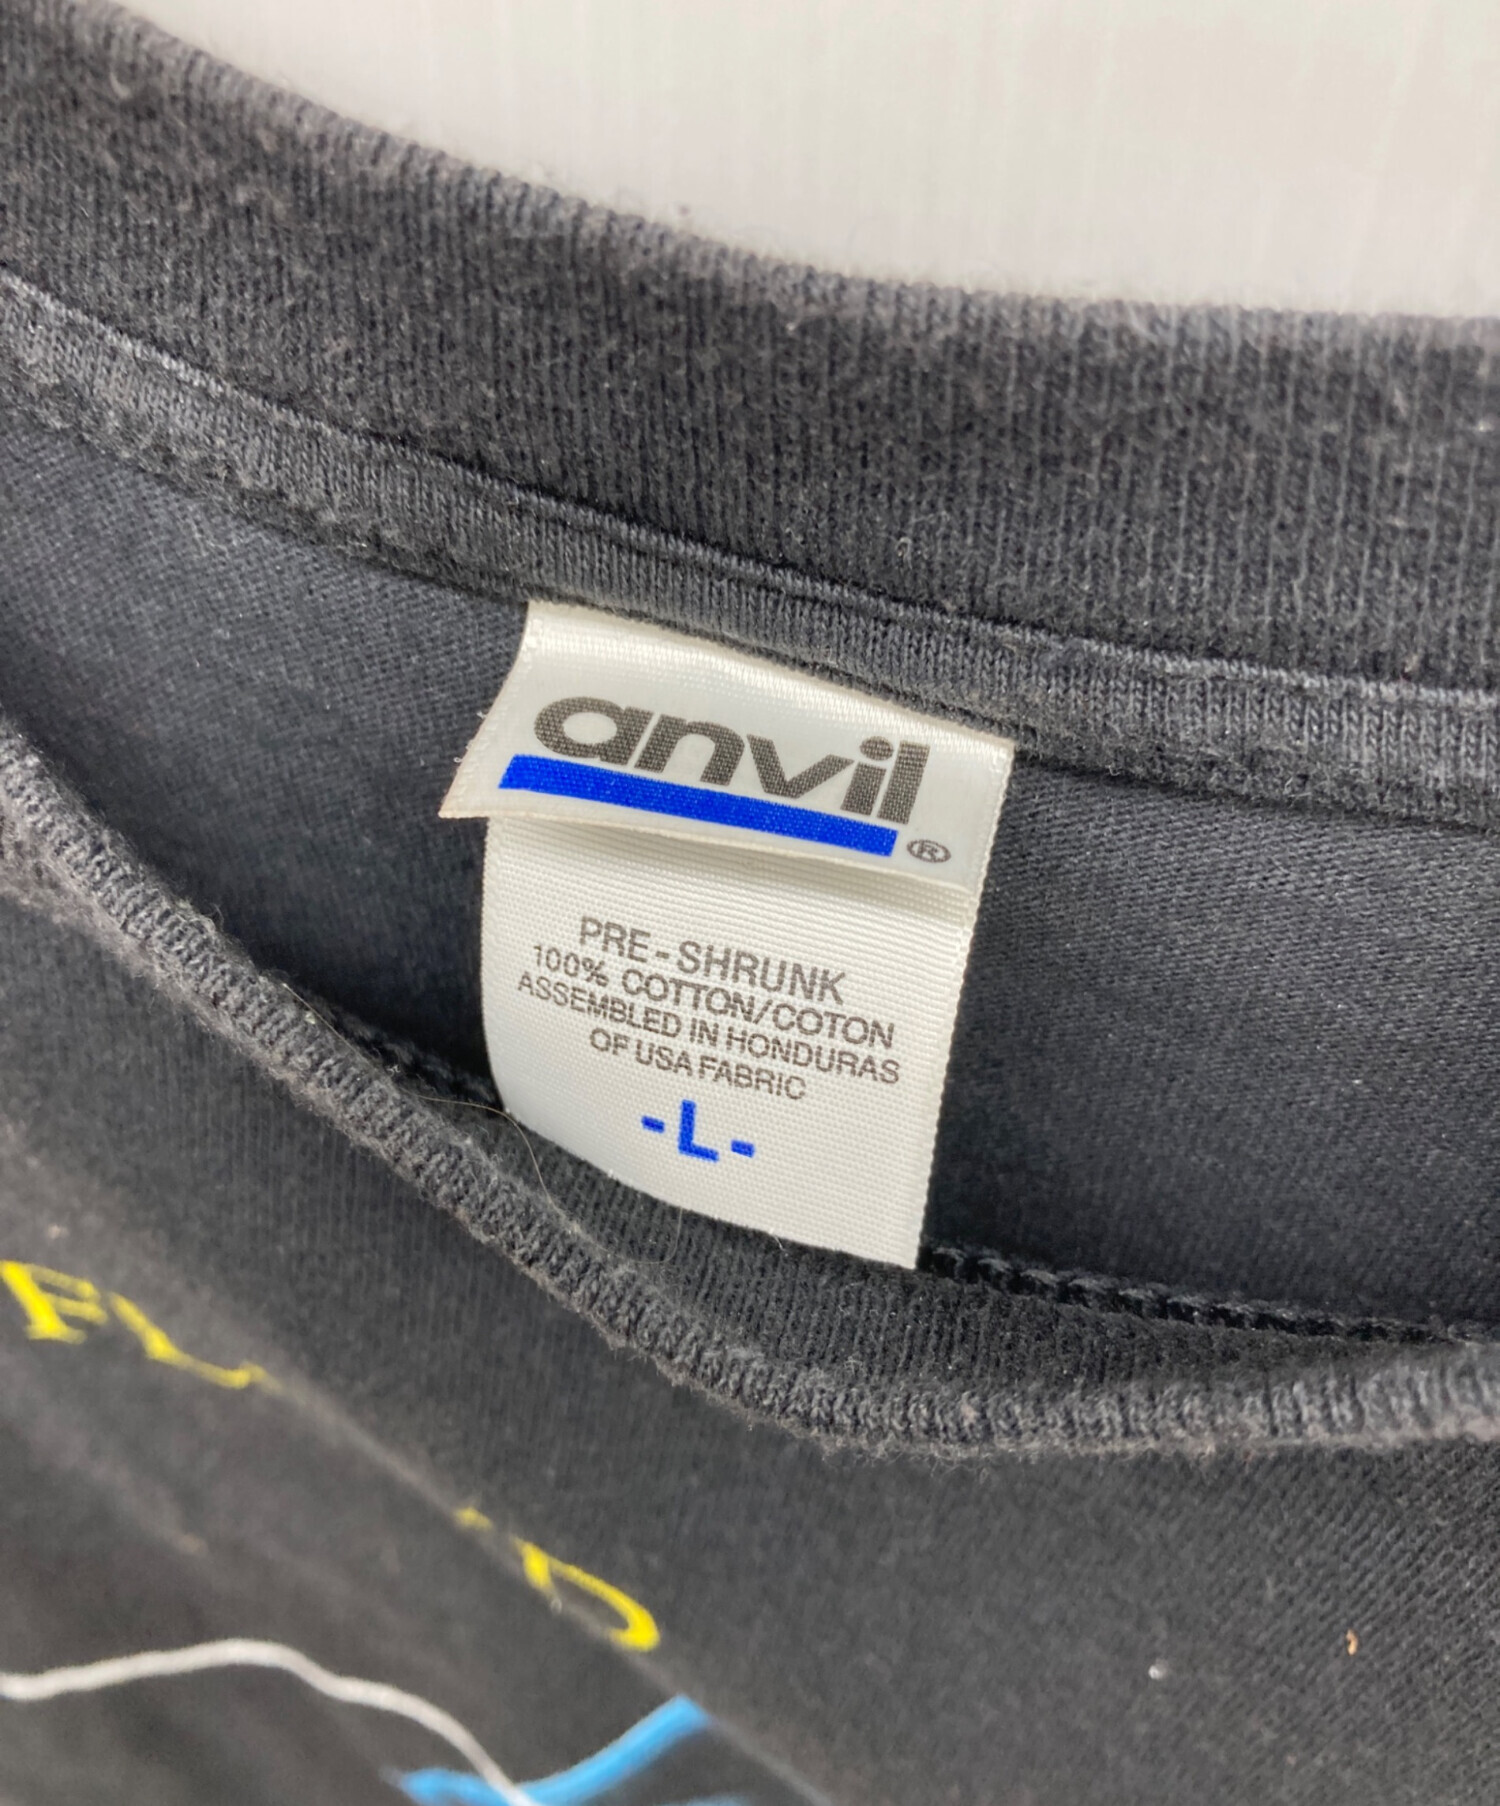 anvil®
PRE-SHRUNK
100% COTTON/COTON
ASSEMBLED IN HONDURAS
OF USA FABRIC
-L-